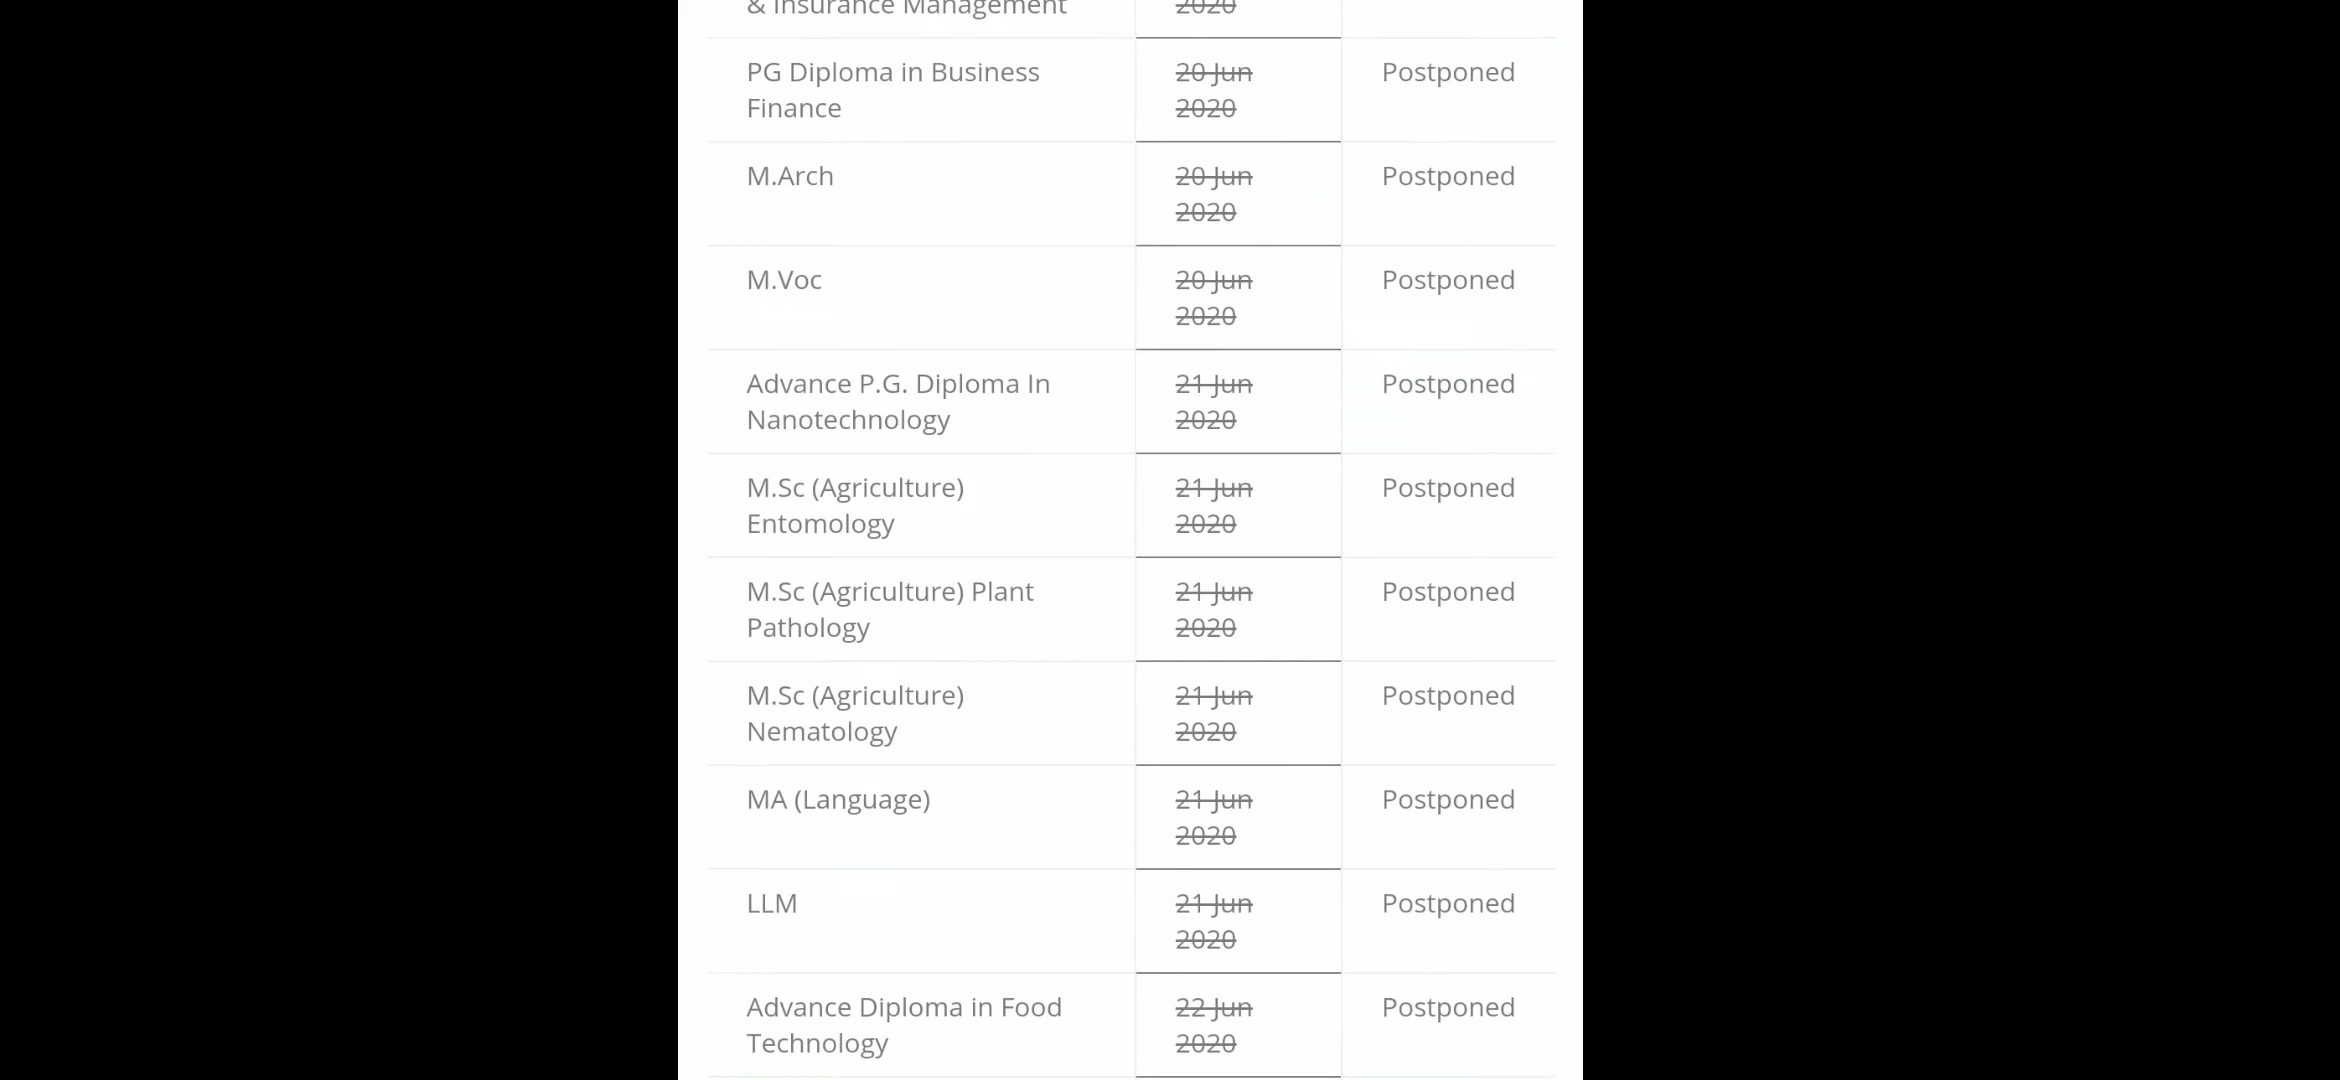 & Insurance Management 2020
PG Diploma in Business 20 Jun Postponed
Finance 2020
M.Arch 20 Jun Postponed
2020
M.Voc 20 Jun Postponed
2020
Advance P.G. Diploma In 21 Jun Postponed
Nanotechnology 2020
M.Sc (Agriculture) 21 Jun Postponed
Entomology 2020
M.Sc (Agriculture) Plant 21 Jun Postponed
Pathology 2020
M.Sc (Agriculture) 21 Jun Postponed
Nematology 2020
MA (Language) 21 Jun Postponed
2020
LLM 21 Jun Postponed
2020
Advance Diploma in Food 22 Jun Postponed
Technology 2020